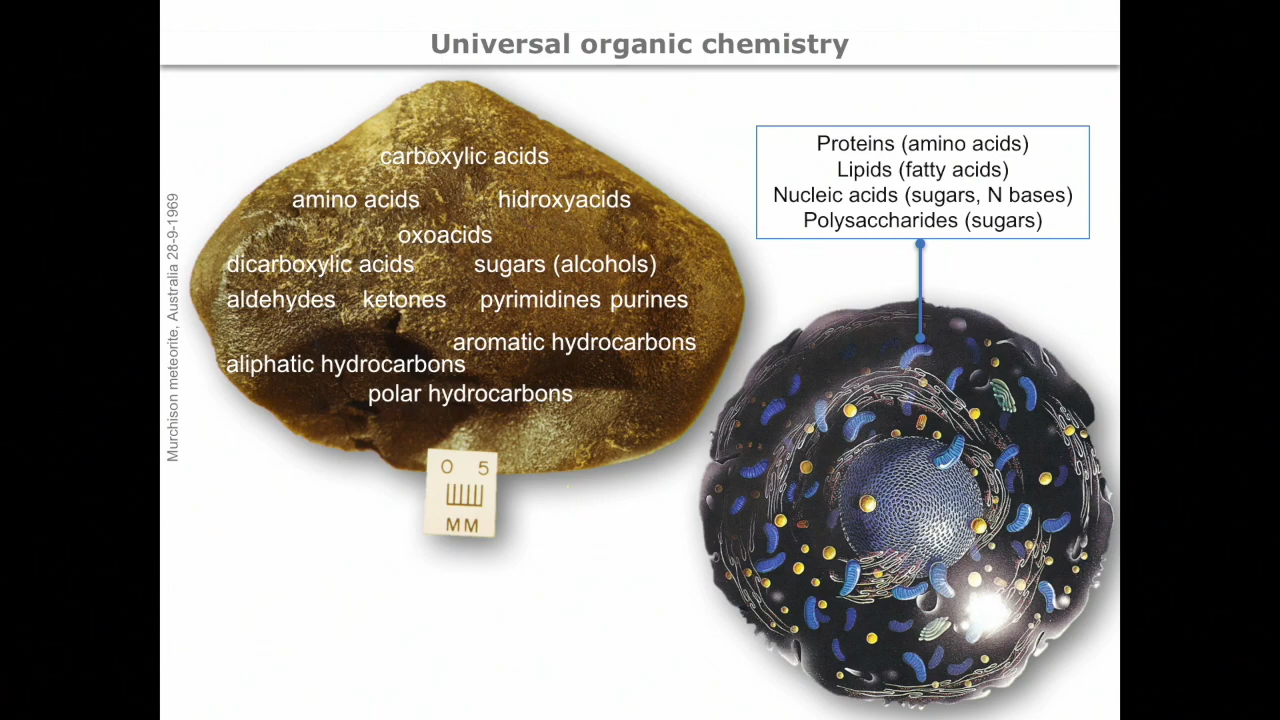 Universal organic chemistry
Murchison meteorite, Australia 28-9-1969
carboxylic acids
amino acids hidroxyacids
oxoacids
dicarboxylic acids sugars (alcohols)
aldehydes ketones pyrimidines purines
aromatic hydrocarbons
aliphatic hydrocarbons
polar hydrocarbons
0 5
MM
Proteins (amino acids)
Lipids (fatty acids)
Nucleic acids (sugars, N bases)
Polysaccharides (sugars)